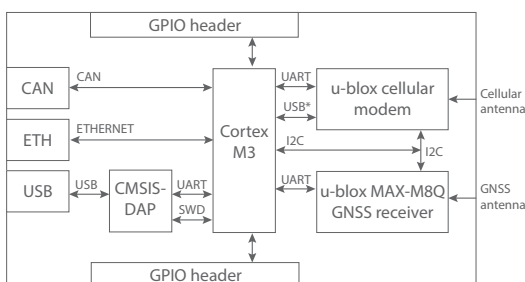 GPIO header
CAN
CAN
UART
u-blox cellular
modem
Cellular
antenna
USB*
ETH
ETHERNET
Cortex
M3
I2C
I2C
USB
USB
CMSIS-
DAP
UART
SWD
UART
u-blox MAX-M8Q
GNSS receiver
GNSS
antenna
GPIO header